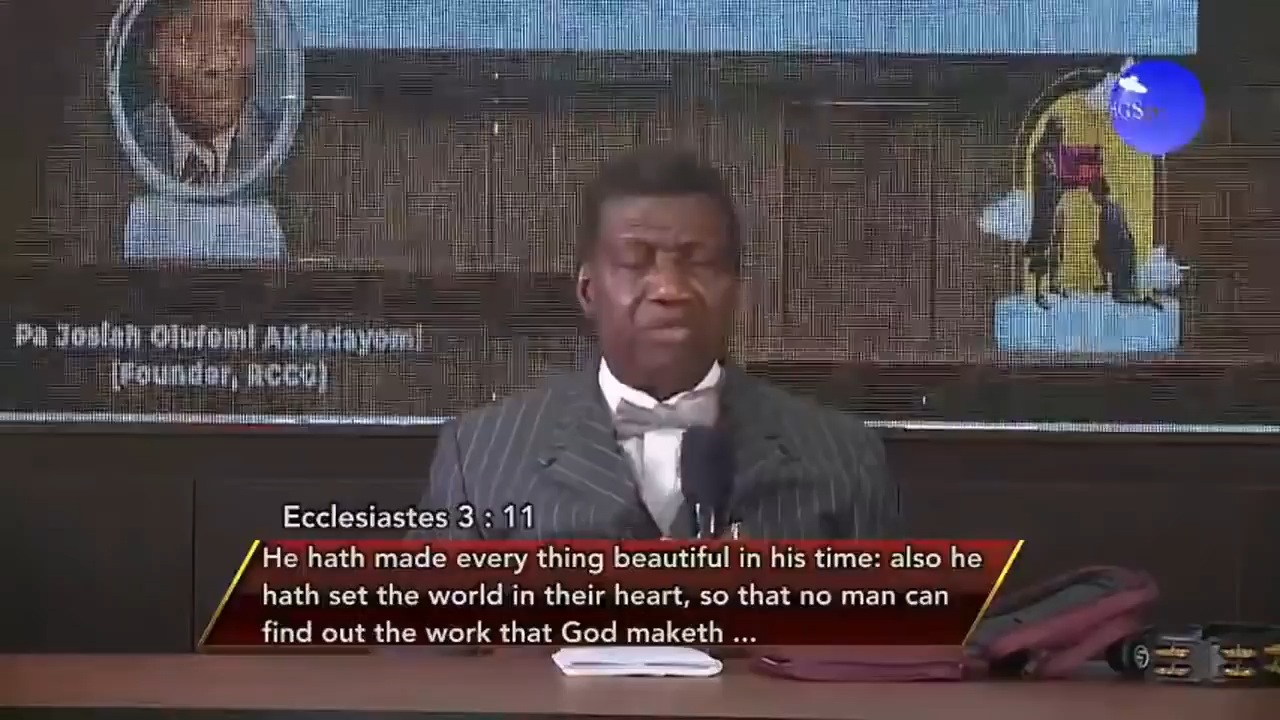 Pa Josiah Olufemi Akindayomi
(Founder, RCCG)
Ecclesiastes 3 : 11
He hath made every thing beautiful in his time: also he
hath set the world in their heart, so that no man can
find out the work that God maketh ...